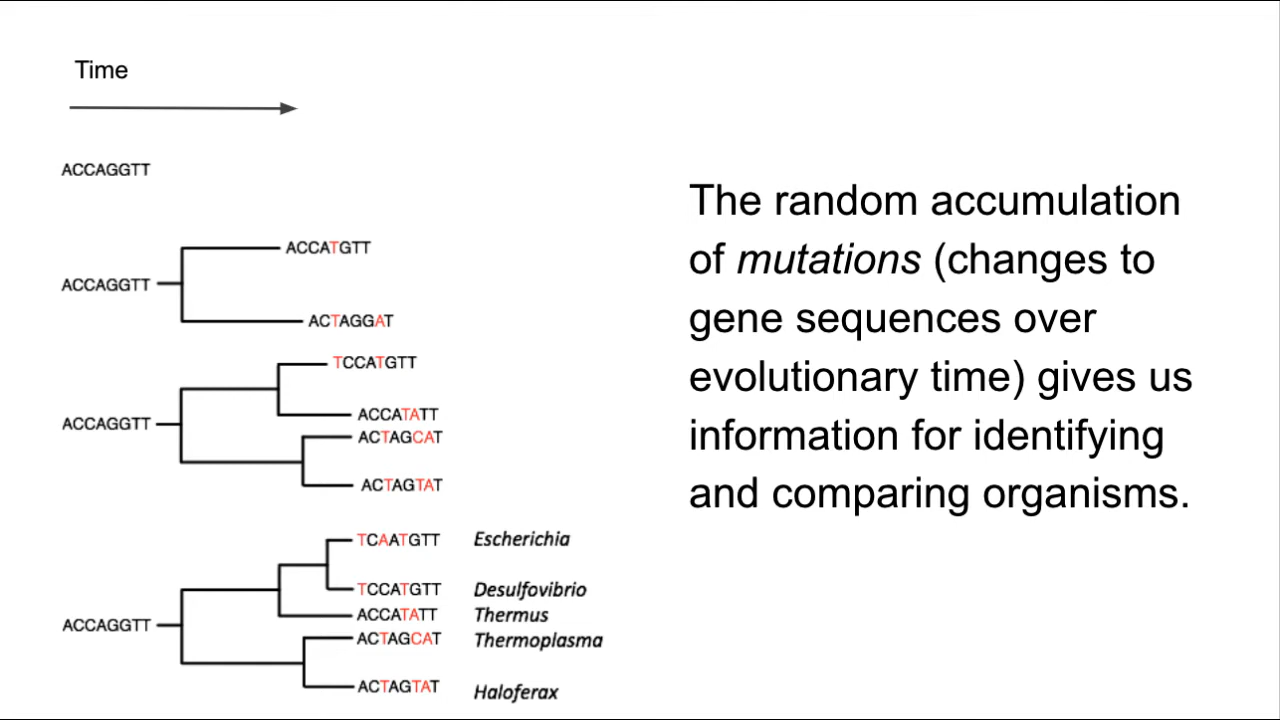 Time
ACCAGGTT
ACCATGTT
ACCAGGTT
ACTAGGAT
TCCATGTT
ACCATATT
ACCAGGTT
ACTAGCAT
ACTAGTAT
TCAATGTT Escherichia
TCCATGTT Desulfovibrio
ACCATATT Thermus
ACCAGGTT
ACTAGCAT Thermoplasma
ACTAGTAT Haloferax
The random accumulation
of mutations (changes to
gene sequences over
evolutionary time) gives us
information for identifying
and comparing organisms.